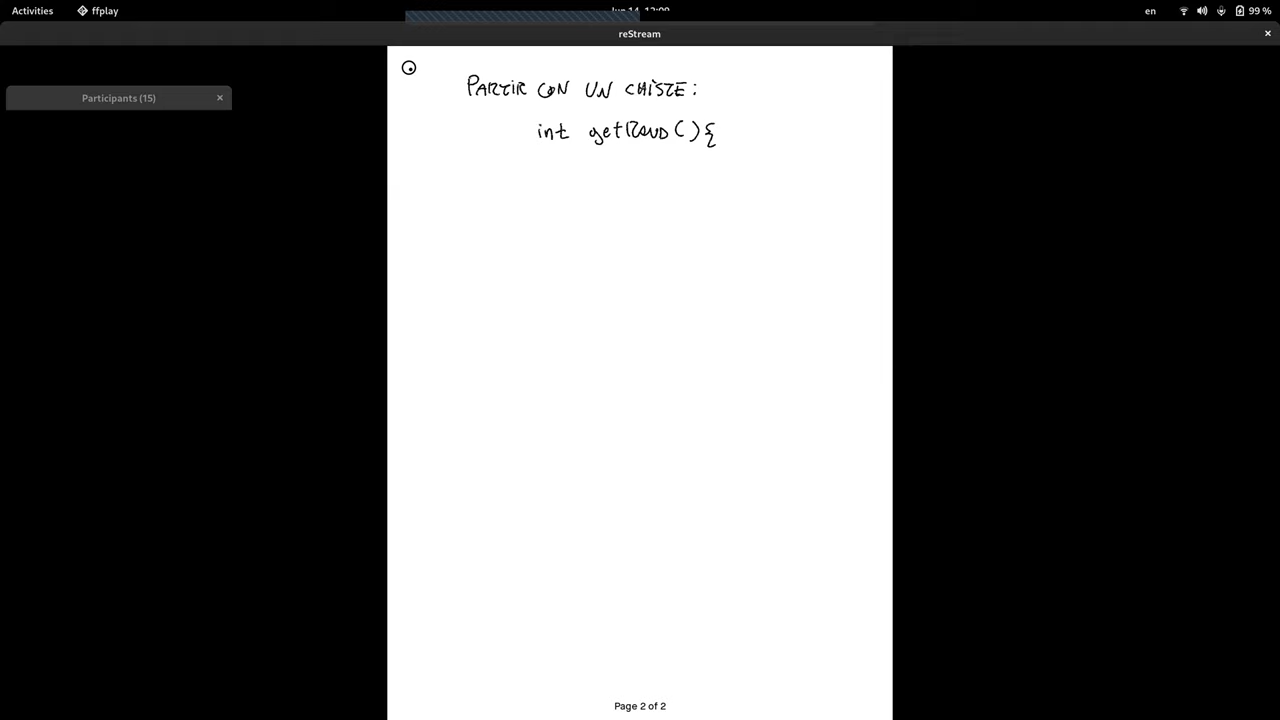 Activities
ffplay
en
99 %
reStream
Participants (15)
PARTIR CON UN CHISTE:
int getRAND(){
Page 2 of 2